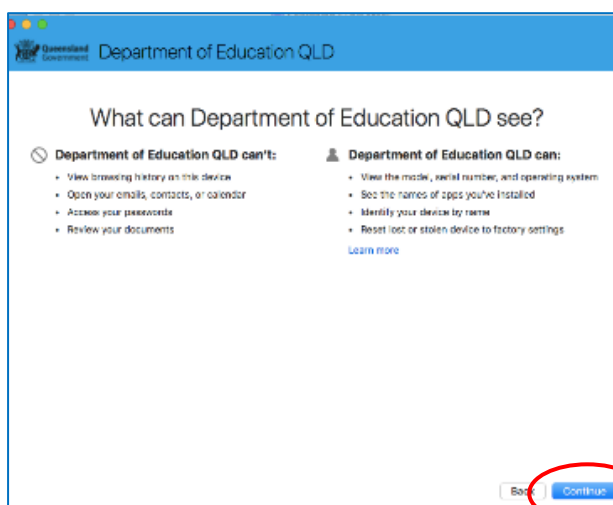 Queensland
Government
Department of Education QLD
What can Department of Education QLD see?
Department of Education QLD can't:
• View browsing history on this device
• Open your emails, contacts, or calendar
• Access your passwords
• Review your documents
Department of Education QLD can:
• View the model, serial number, and operating system
• See the names of apps you've installed
• Identify your device by name
• Reset lost or stolen device to factory settings
Learn more
Back
Continue